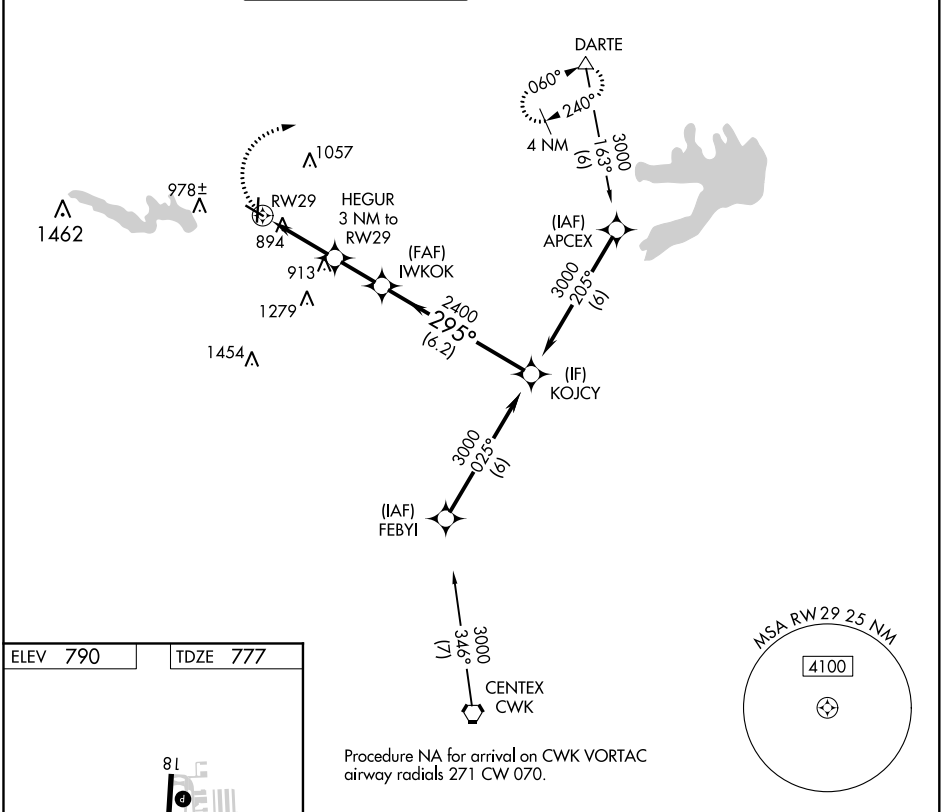 DARTE
060°
240°
4 NM
3000
163°
(6)
1057
978±
RW29
1462
894
HEGUR
3 NM to
RW29
(IAF)
APCEX
913
(FAF)
IWKOK
3000
205°
(6)
1279
2400
295°
(6.2)
1454
(IF)
KOJCY
3000
025°
(6)
(IAF)
FEBYI
3000
346°
(7)
MSA RW29 25 NM
4100
ELEV 790
TDZE 777
CENTEX
CWK
Procedure NA for arrival on CWK VORTAC
airway radials 271 CW 070.
18
P